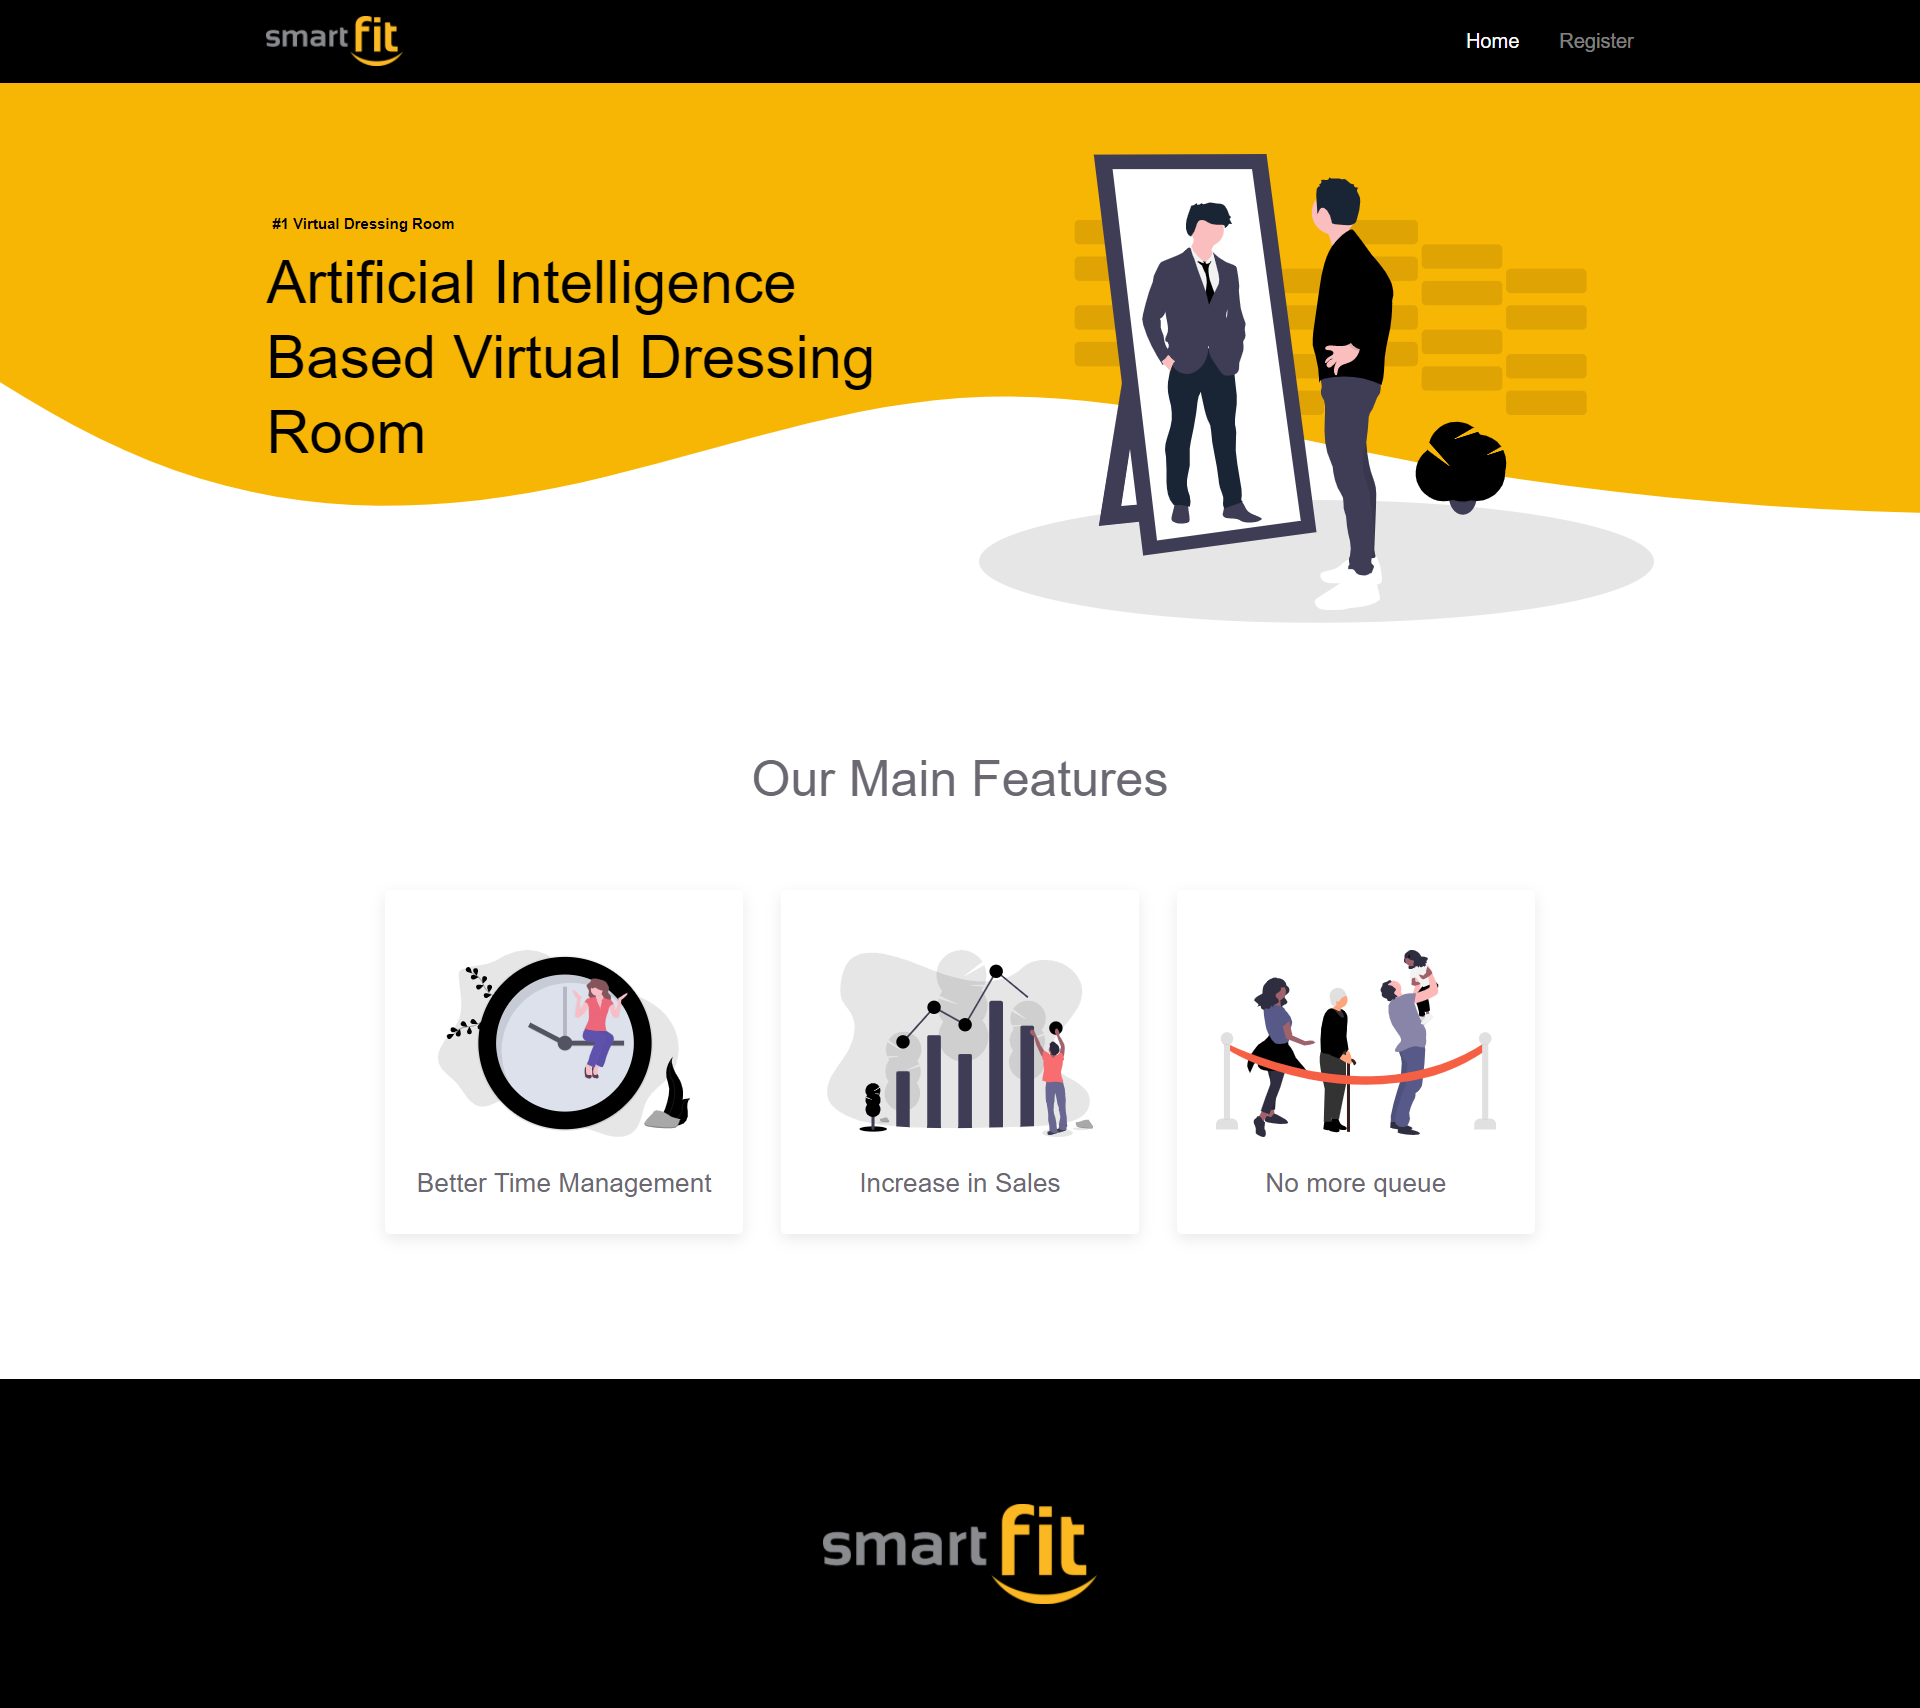 smart fit
Home Register
#1 Virtual Dressing Room
Artificial Intelligence
Based Virtual Dressing
Room
Our Main Features
Better Time Management
Increase in Sales
No more queue
smart fit